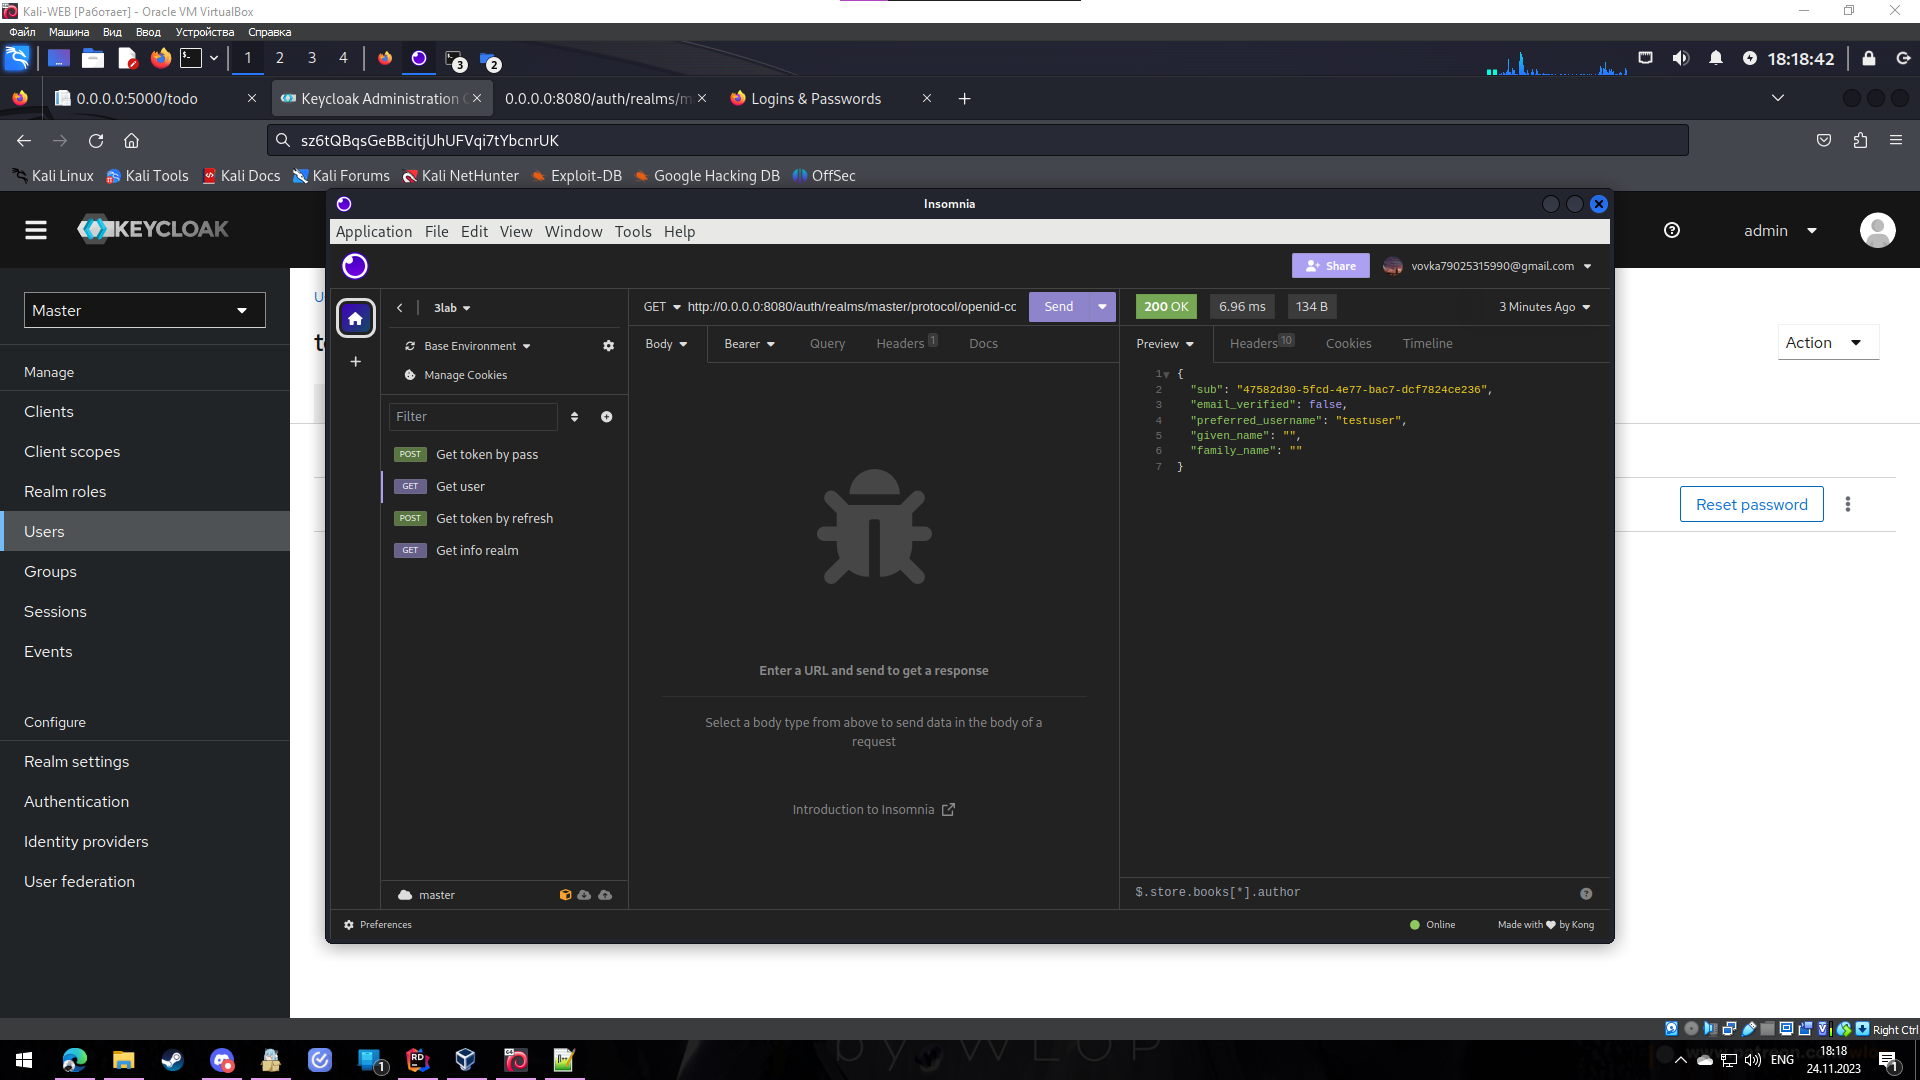 Kali-WEB [Работает] - Oracle VM VirtualBox
Файл Машина Вид Ввод Устройства Справка
1 2 3 4 3 2 18:18:42
0.0.0.0:5000/todo Keycloak Administration C 0.0.0.0:8080/auth/realms/m Logins & Passwords
sz6tQBqsGeBBcitjUhUFVqi7tYbcnrUK
Kali Linux Kali Tools Kali Docs Kali Forums Kali NetHunter Exploit-DB Google Hacking DB OffSec
KEYCLOAK
admin
Master
Manage
Clients
Client scopes
Realm roles
Users
Groups
Sessions
Events
Configure
Realm settings
Authentication
Identity providers
User federation
Action
Reset password
Insomnia
Application File Edit View Window Tools Help
Share vovka79025315990@gmail.com
3lab
Base Environment
Manage Cookies
Filter
POST Get token by pass
GET Get user
POST Get token by refresh
GET Get info realm
master
GET http://0.0.0.0:8080/auth/realms/master/protocol/openid-cc Send
Body Bearer Query Headers 1 Docs
Enter a URL and send to get a response
Select a body type from above to send data in the body of a
request
Introduction to Insomnia
200 OK 6.96 ms 134 B 3 Minutes Ago
Preview Headers 10 Cookies Timeline
1 {
2 "sub": "47582d30-5fcd-4e77-bac7-dcf7824ce236",
3 "email_verified": false,
4 "preferred_username": "testuser",
5 "given_name": "",
6 "family_name": ""
7 }
$.store.books[*].author
Preferences Online Made with by Kong
Right Ctrl
by WLOP
1 ENG 18:18
24.11.2023 1